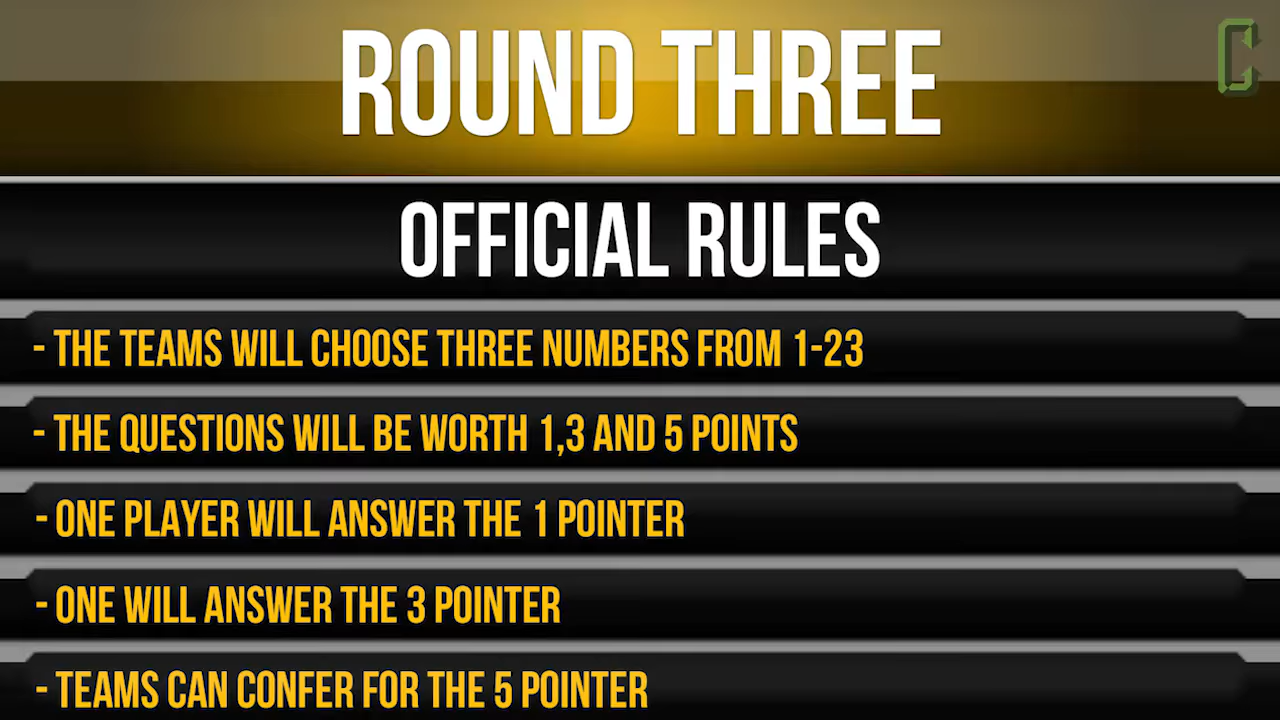 ROUND THREE
OFFICIAL RULES
- THE TEAMS WILL CHOOSE THREE NUMBERS FROM 1-23
- THE QUESTIONS WILL BE WORTH 1,3 AND 5 POINTS
- ONE PLAYER WILL ANSWER THE 1 POINTER
- ONE WILL ANSWER THE 3 POINTER
- TEAMS CAN CONFER FOR THE 5 POINTER